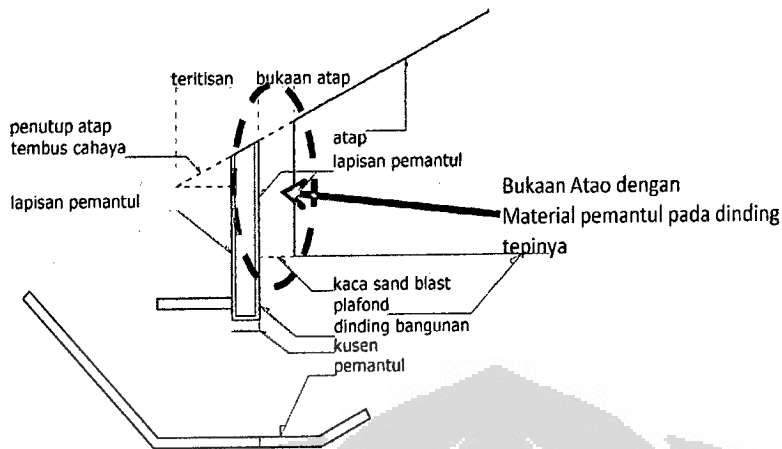 teritisan bukaan atap
penutup atap
tembus cahaya
lapisan pemantul
atap
lapisan pemantul
Bukaan Atao dengan
Material pemantul pada dinding
tepinya
kaca sand blast
plafond
dinding bangunan
kusen
pemantul